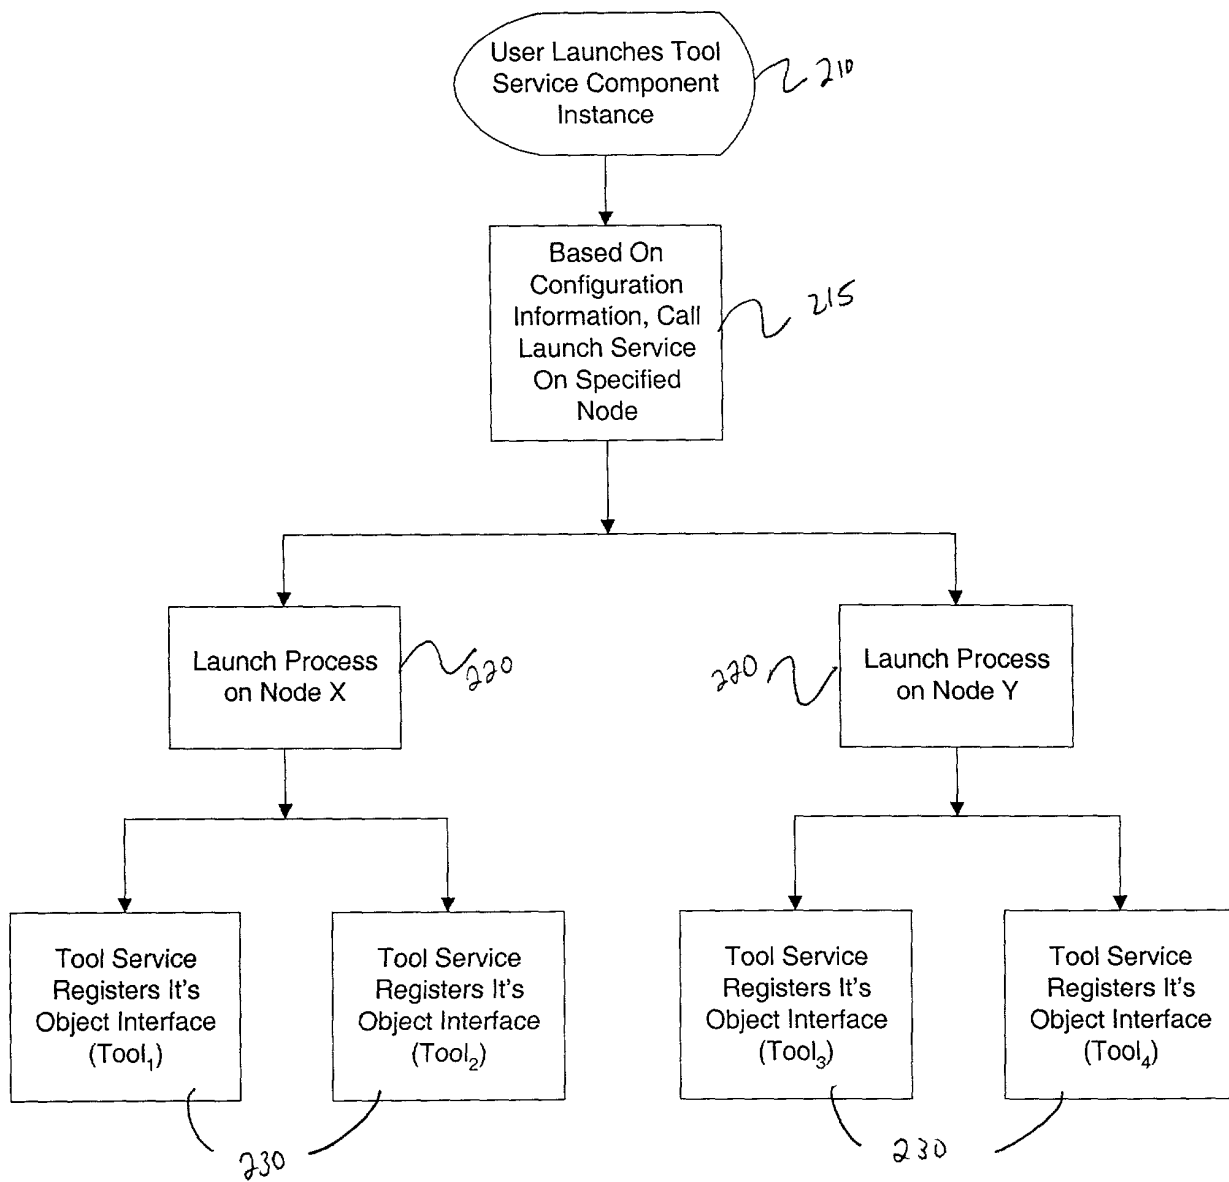 User Launches Tool
Service Component
Instance
210
Based On
Configuration
Information, Call
Launch Service
On Specified
Node
215
Launch Process
on Node X
220
220
Launch Process
on Node Y
Tool Service
Registers It's
Object Interface
(Tool₁)
Tool Service
Registers It's
Object Interface
(Tool₂)
Tool Service
Registers It's
Object Interface
(Tool₃)
Tool Service
Registers It's
Object Interface
(Tool₄)
230
230